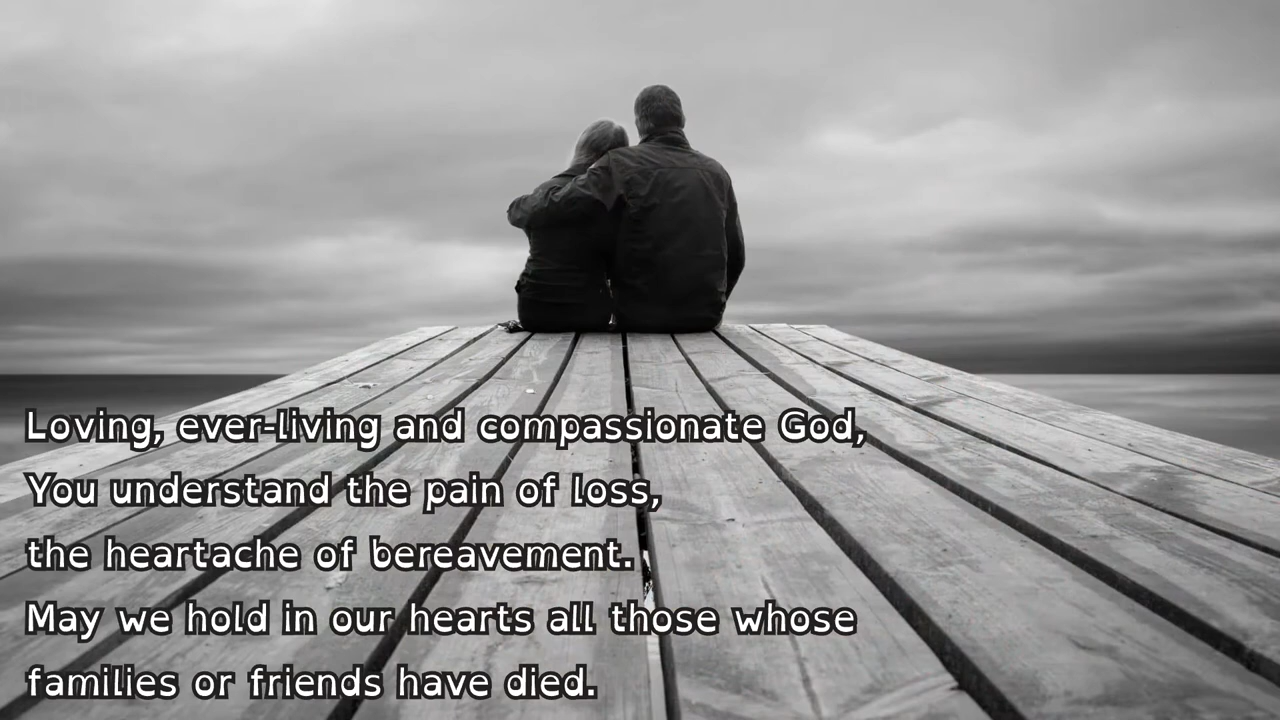 Loving, ever-living and compassionate God,
You understand the pain of loss,
the heartache of bereavement.
May we hold in our hearts all those whose
families or friends have died.